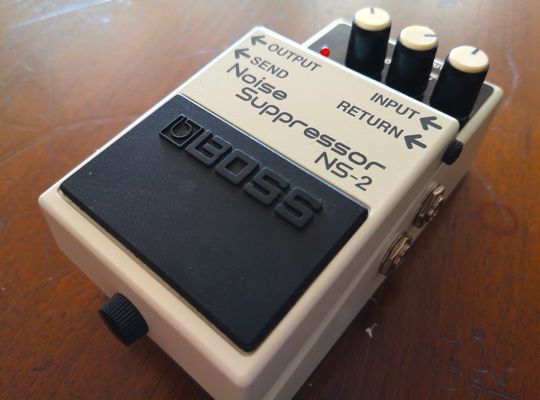 ← OUTPUT
← SEND
INPUT ←
RETURN ←
Noise
Suppressor
NS-2
BOSS